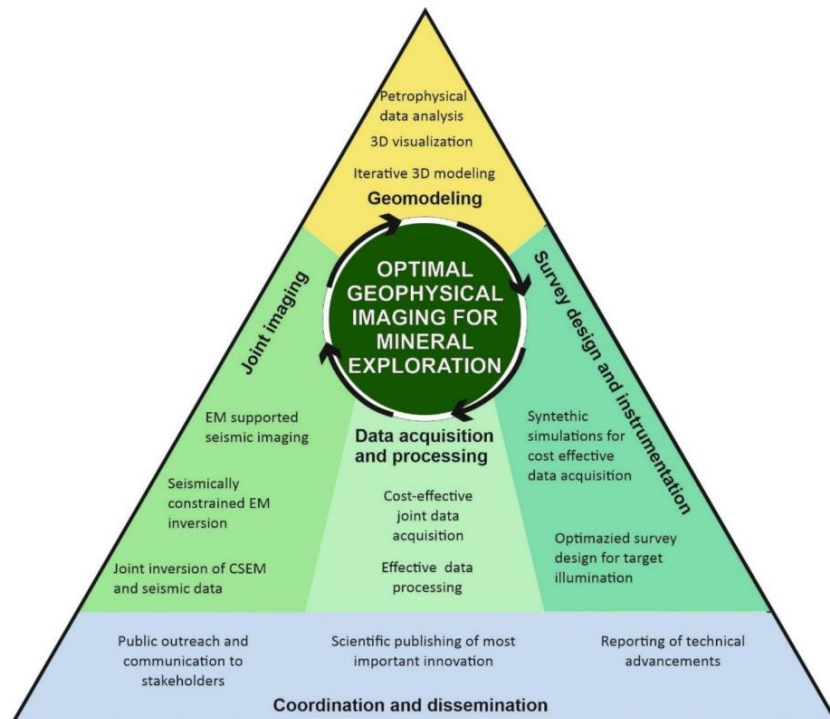 Petrophysical
data analysis
3D visualization
Iterative 3D modeling
Geomodeling
OPTIMAL
GEOPHYSICAL
IMAGING FOR
MINERAL
EXPLORATION
Joint imaging
EM supported
seismic imaging
Seismically
constrained EM
inversion
Joint inversion of CSEM
and seismic data
Data acquisition
and processing
Cost-effective
joint data
acquisition
Effective data
processing
Survey design and instrumentation
Syntethic
simulations for
cost effective
data acquisition
Optimazied survey
design for target
illumination
Public outreach and
communication to
stakeholders
Scientific publishing of most
important innovation
Reporting of technical
advancements
Coordination and dissemination